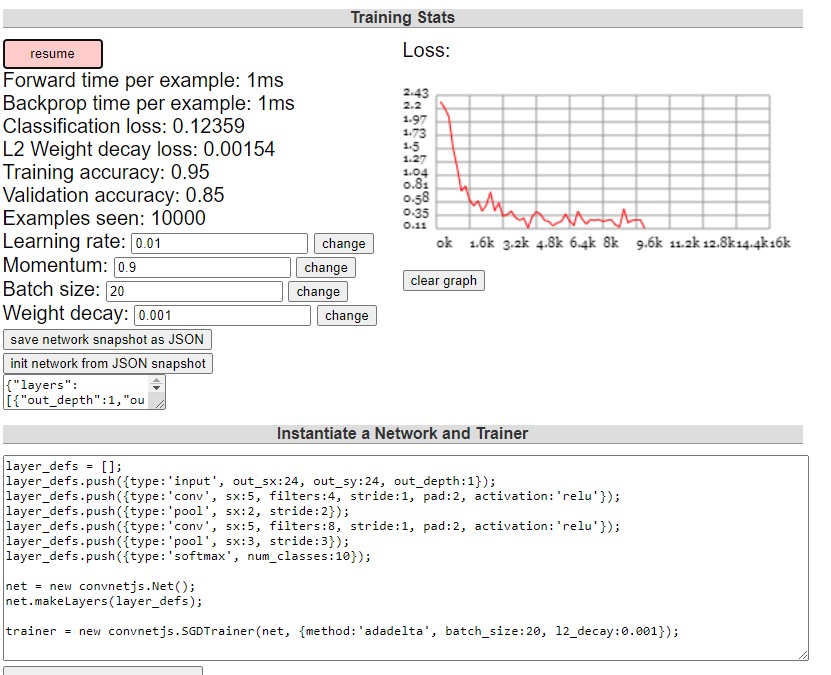 Training Stats
resume
Forward time per example: 1ms
Backprop time per example: 1ms
Classification loss: 0.12359
L2 Weight decay loss: 0.00154
Training accuracy: 0.95
Validation accuracy: 0.85
Examples seen: 10000
Learning rate: 0.01 change
Momentum: 0.9 change
Batch size: 20 change
Weight decay: 0.001 change
save network snapshot as JSON
init network from JSON snapshot
{"layers":
[{"out_depth":1,"ou
Loss:
2.43
2.2
1.97
1.73
1.5
1.27
1.04
0.81
0.58
0.35
0.11
0k 1.6k 3.2k 4.8k 6.4k 8k 9.6k 11.2k 12.8k 14.4k 16k
clear graph
Instantiate a Network and Trainer
layer_defs = [];
layer_defs.push({type:'input', out_sx:24, out_sy:24, out_depth:1});
layer_defs.push({type:'conv', sx:5, filters:4, stride:1, pad:2, activation:'relu'});
layer_defs.push({type:'pool', sx:2, stride:2});
layer_defs.push({type:'conv', sx:5, filters:8, stride:1, pad:2, activation:'relu'});
layer_defs.push({type:'pool', sx:3, stride:3});
layer_defs.push({type:'softmax', num_classes:10});
net = new convnetjs.Net();
net.makeLayers(layer_defs);
trainer = new convnetjs.SGDTrainer(net, {method:'adadelta', batch_size:20, l2_decay:0.001});